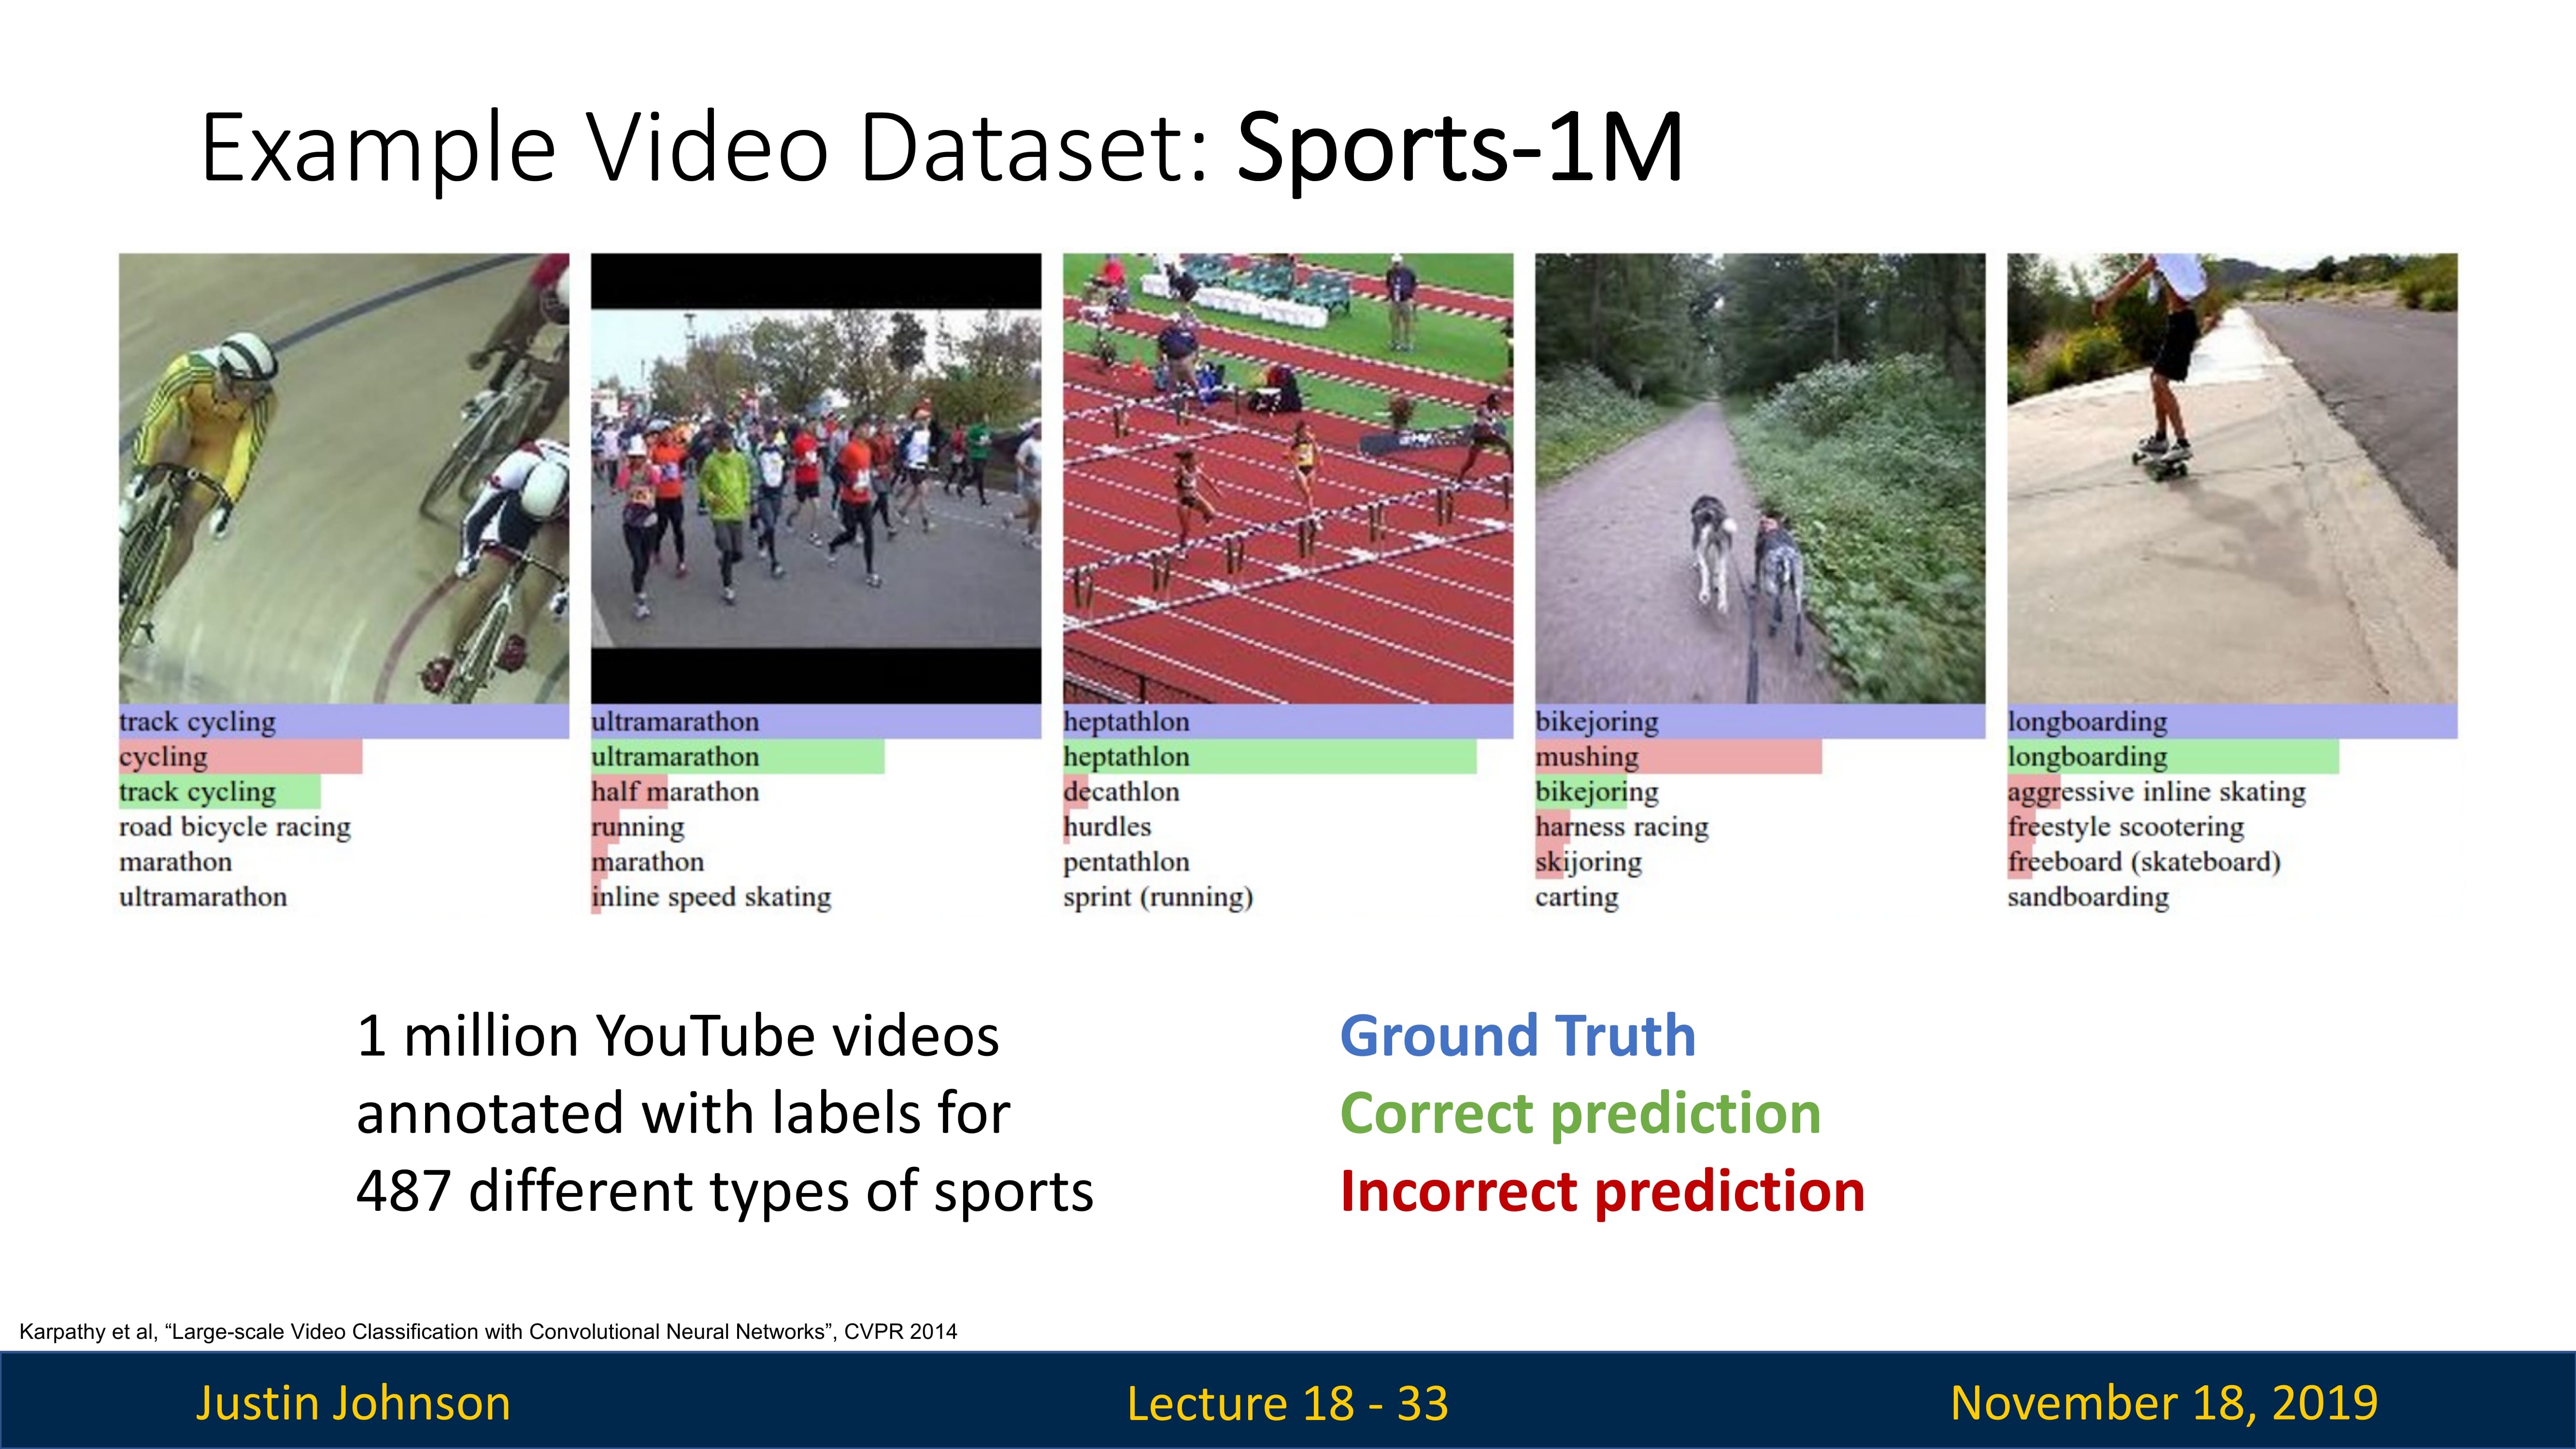 Example Video Dataset: Sports-1M
track cycling
cycling
track cycling
road bicycle racing
marathon
ultramarathon
ultramarathon
ultramarathon
half marathon
running
marathon
inline speed skating
heptathlon
heptathlon
decathlon
hurdles
pentathlon
sprint (running)
bikejoring
mushing
bikejoring
harness racing
skijoring
carting
longboarding
longboarding
aggressive inline skating
freestyle scootering
freeboard (skateboard)
sandboarding
1 million YouTube videos
annotated with labels for
487 different types of sports
Ground Truth
Correct prediction
Incorrect prediction
Karpathy et al, “Large-scale Video Classification with Convolutional Neural Networks”, CVPR 2014
Justin Johnson
Lecture 18 - 33
November 18, 2019